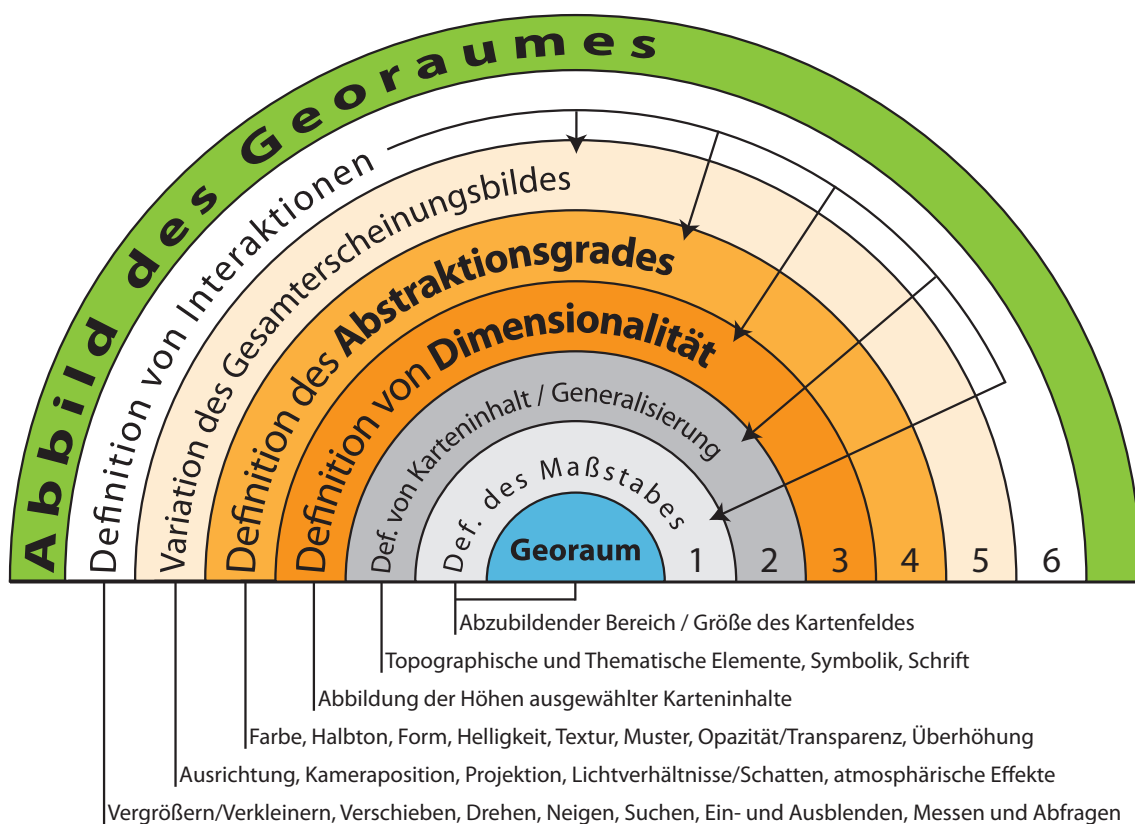 Abbild des Georaumes
Definition von Interaktionen
Variation des Gesamterscheinungsbildes
Definition des Abstraktionsgrades
Definition von Dimensionalität
Def. von Karteninhalt / Generalisierung
Def. des Maßstabes
Georaum
1 2 3 4 5 6
Abzubildender Bereich / Größe des Kartenfeldes
Topographische und Thematische Elemente, Symbolik, Schrift
Abbildung der Höhen ausgewählter Karteninhalte
Farbe, Halbton, Form, Helligkeit, Textur, Muster, Opazität/Transparenz, Überhöhung
Ausrichtung, Kameraposition, Projektion, Lichtverhältnisse/Schatten, atmosphärische Effekte
Vergrößern/Verkleinern, Verschieben, Drehen, Neigen, Suchen, Ein- und Ausblenden, Messen und Abfragen